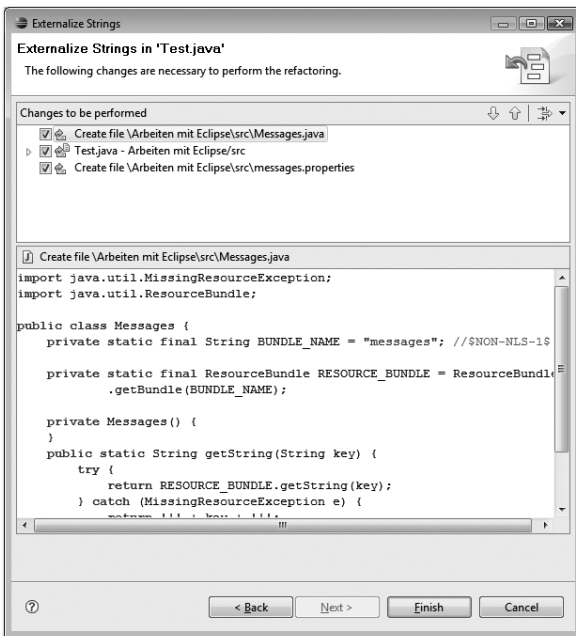 Externalize Strings
Externalize Strings in 'Test.java'
The following changes are necessary to perform the refactoring.
Changes to be performed
Create file \Arbeiten mit Eclipse\src\Messages.java
Test.java - Arbeiten mit Eclipse/src
Create file \Arbeiten mit Eclipse\src\messages.properties
Create file \Arbeiten mit Eclipse\src\Messages.java
import java.util.MissingResourceException;
import java.util.ResourceBundle;
public class Messages {
private static final String BUNDLE_NAME = "messages"; //$NON-NLS-1$
private static final ResourceBundle RESOURCE_BUNDLE = ResourceBundle
.getBundle(BUNDLE_NAME);
private Messages() {
}
public static String getString(String key) {
try {
return RESOURCE_BUNDLE.getString(key);
} catch (MissingResourceException e) {
< Back Next > Finish Cancel